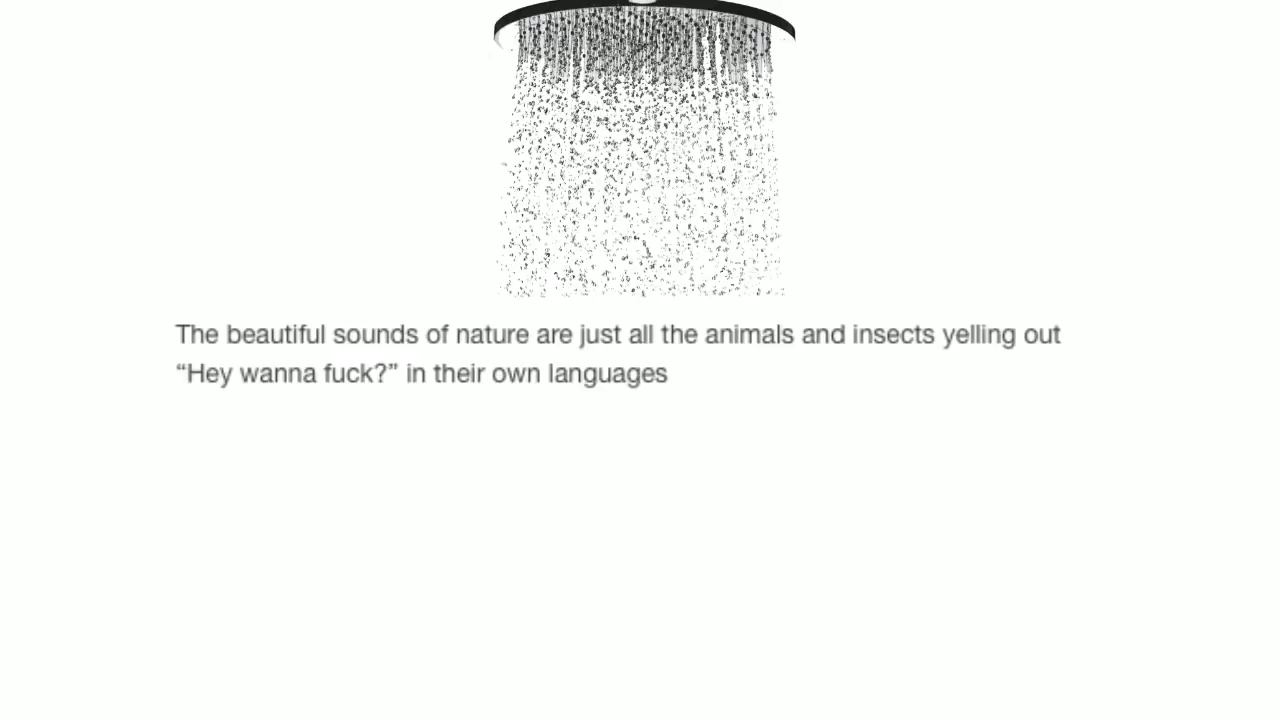 The beautiful sounds of nature are just all the animals and insects yelling out
“Hey wanna fuck?” in their own languages